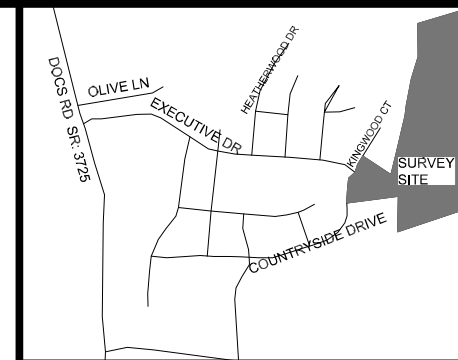 DOCS RD SR: 3725
OLIVE LN
EXECUTIVE DR
HEATHERWOOD DR
KINGWOOD CT
SURVEY
SITE
COUNTRYSIDE DRIVE